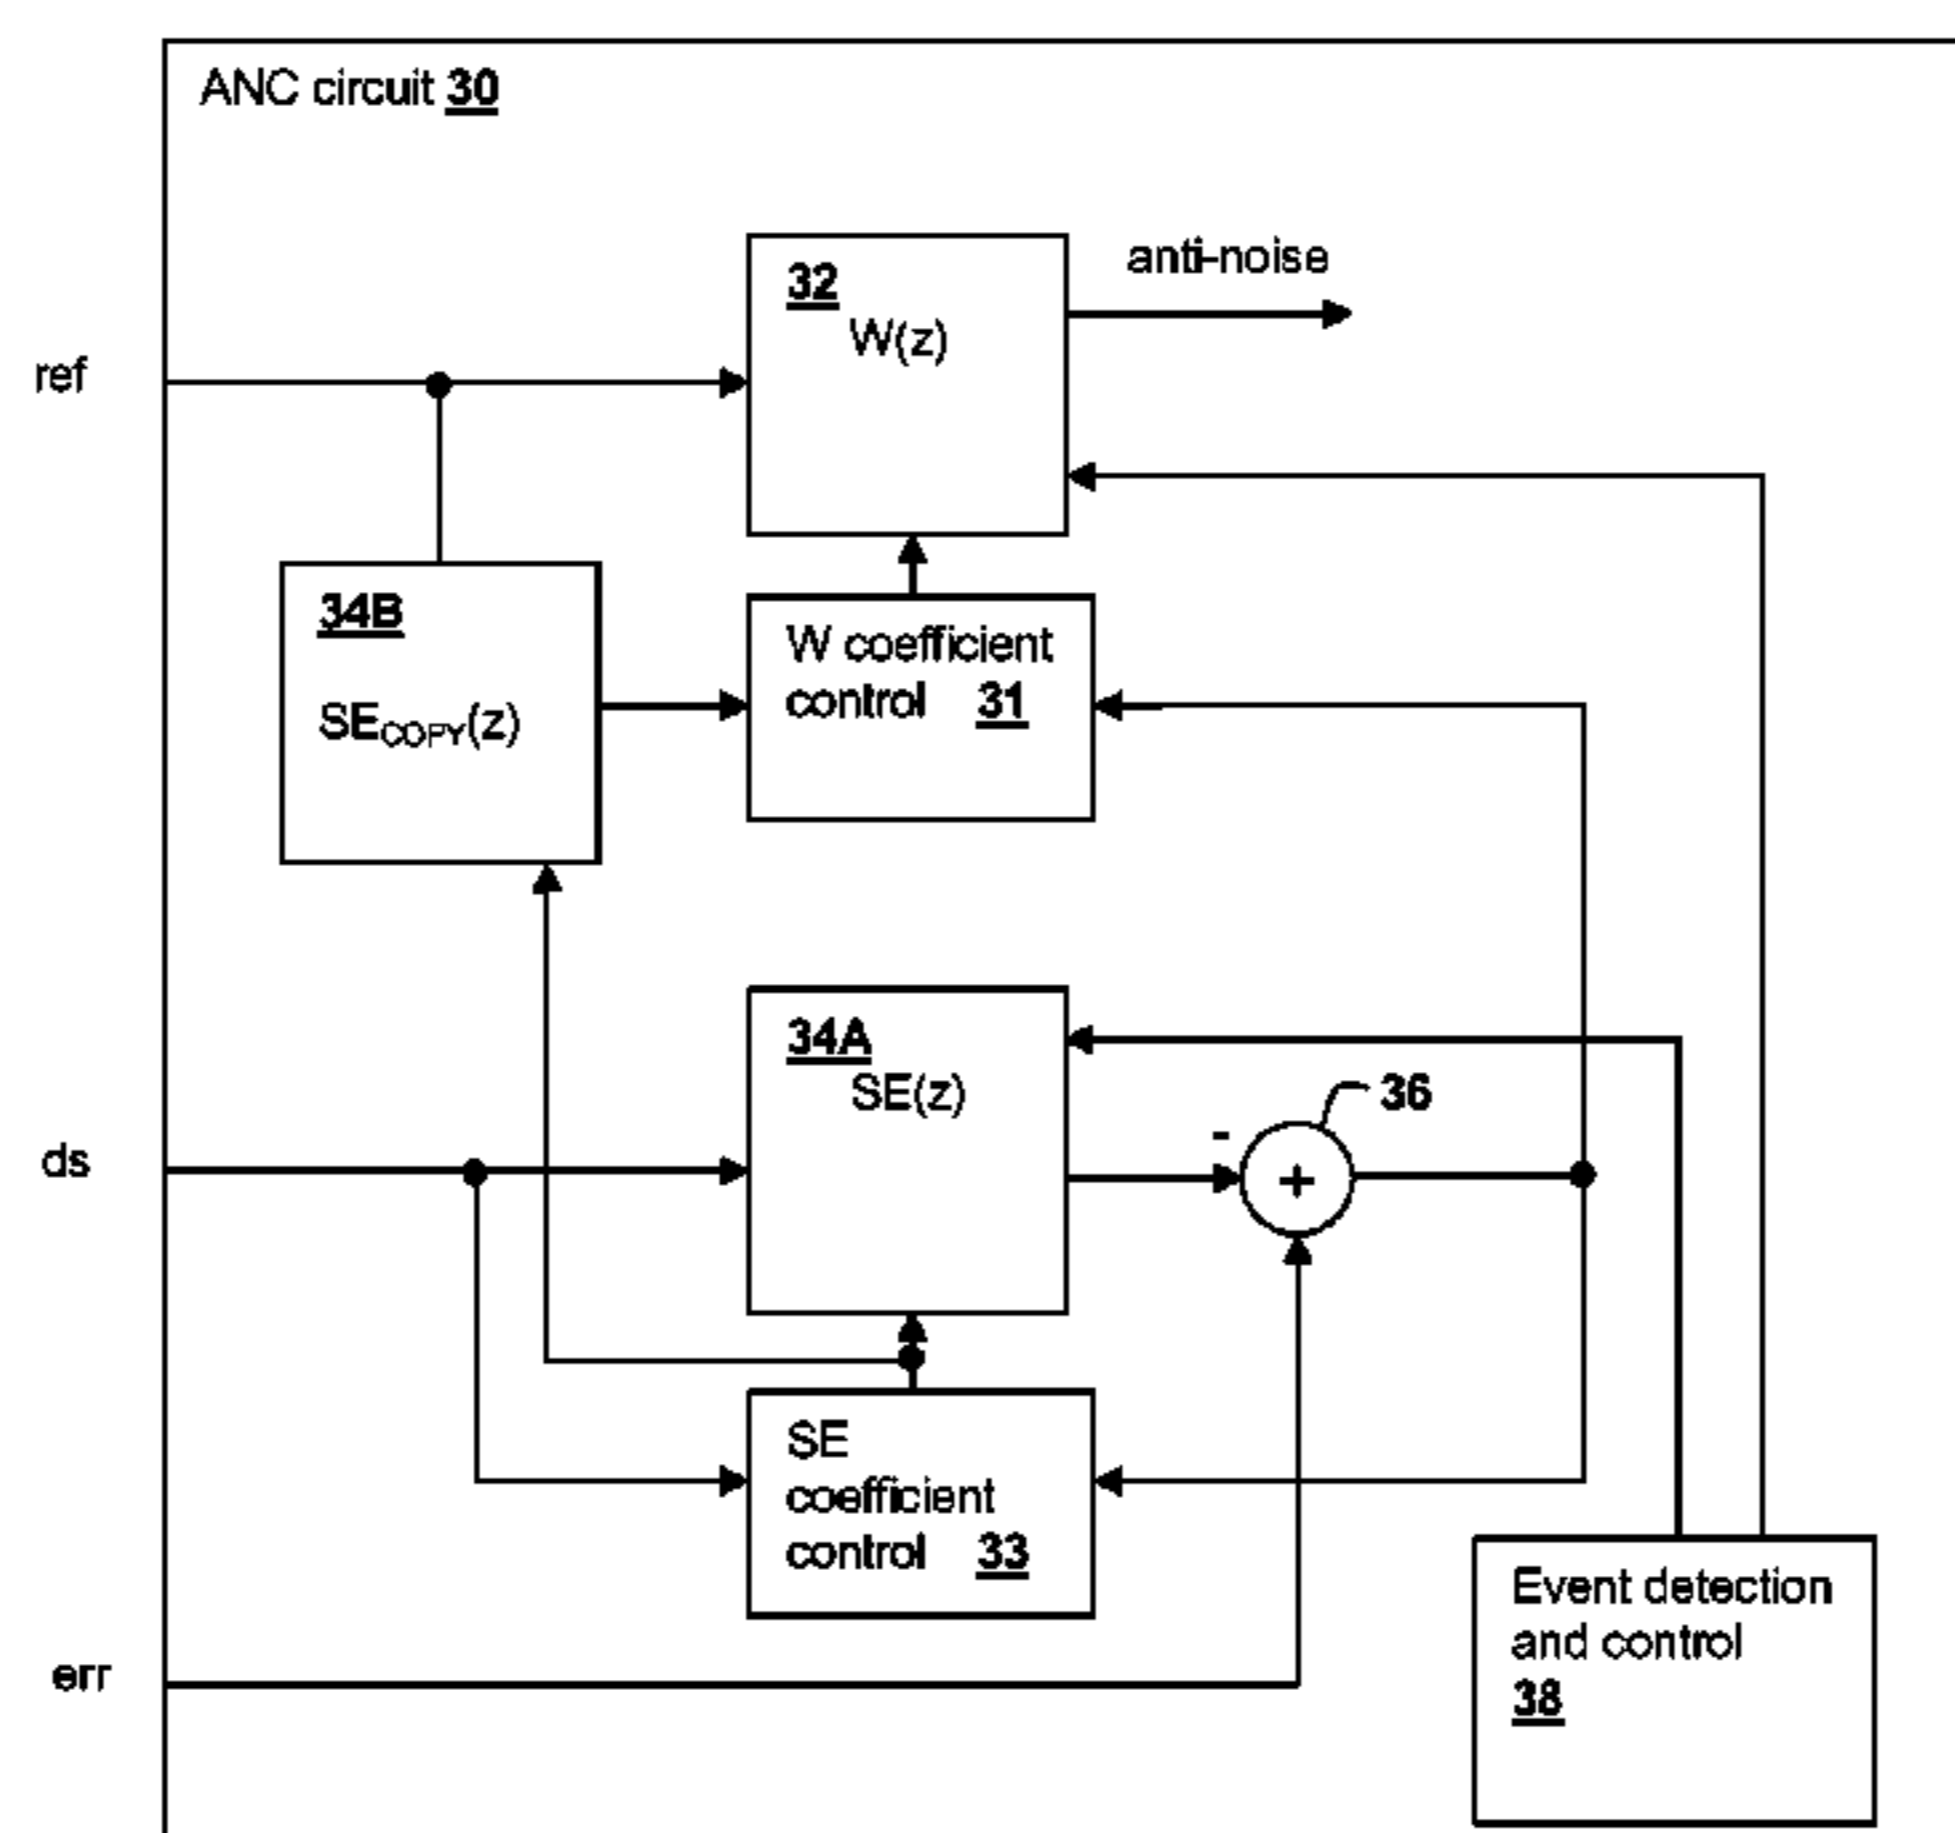 ANC circuit 30
32
W(z)
anti-noise
ref
34B
SECOPY(z)
W coefficient
control 31
34A
SE(z)
36
-
+
ds
SE
coefficient
control 33
err
Event detection
and control
38